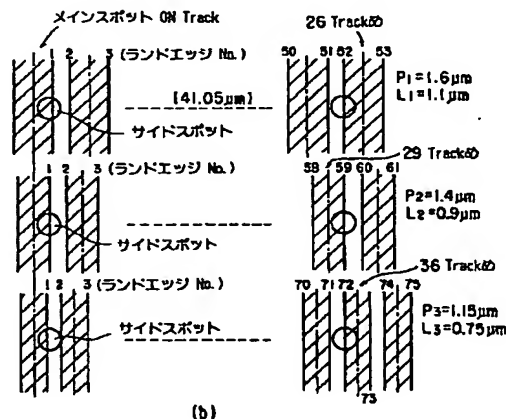 メインスポット ON Track
26 Track㋱
1 2 3 (ランドエッジ No.)
50 51 52 53
[41.05μm]
P1=1.6μm
L1=1.1μm
サイドスポット
29 Track㋱
(ランドエッジ No.)
1 2 3
58 59 60 61
P2=1.4μm
L2=0.9μm
サイドスポット
36 Track㋱
1 2 3 (ランドエッジ No.)
70 71 72 74 75
サイドスポット
P3=1.15μm
L3=0.75μm
73
(b)